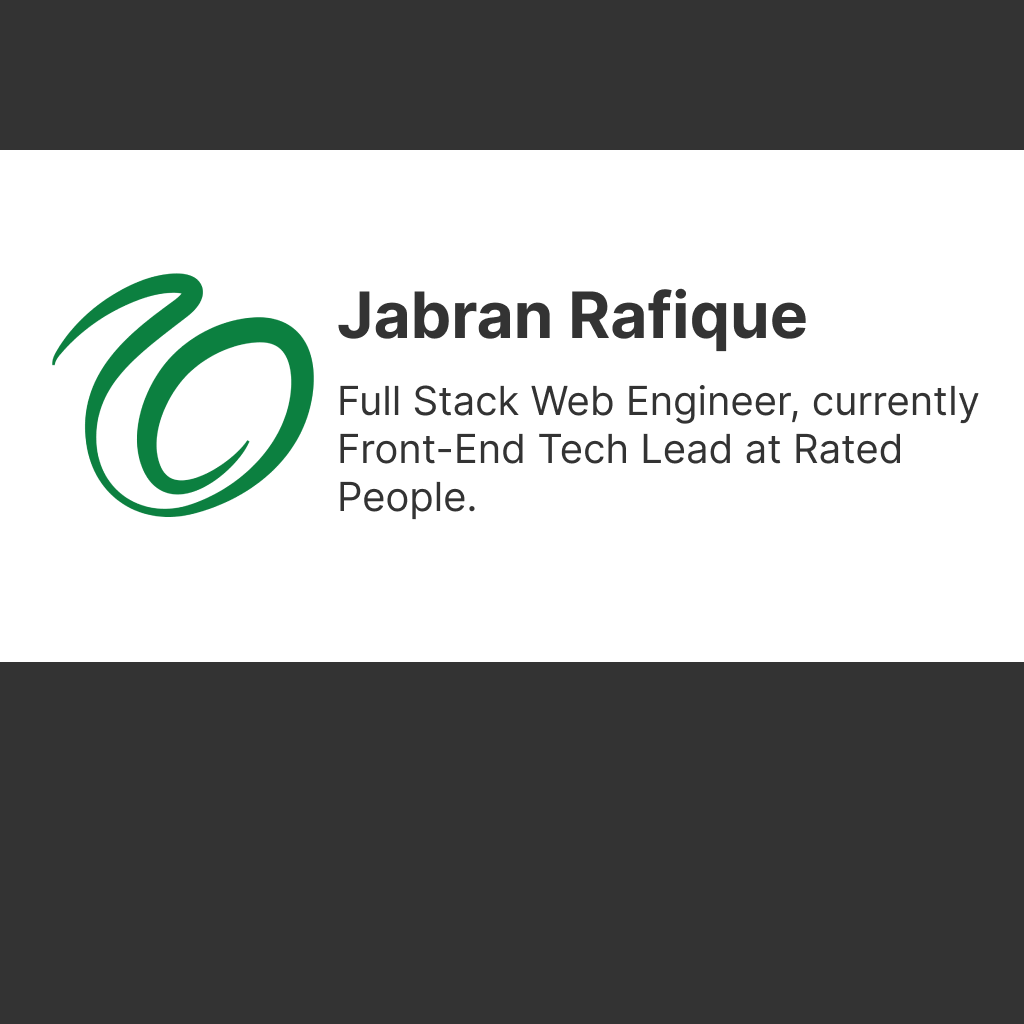 Jabran Rafique
Full Stack Web Engineer, currently
Front-End Tech Lead at Rated
People.